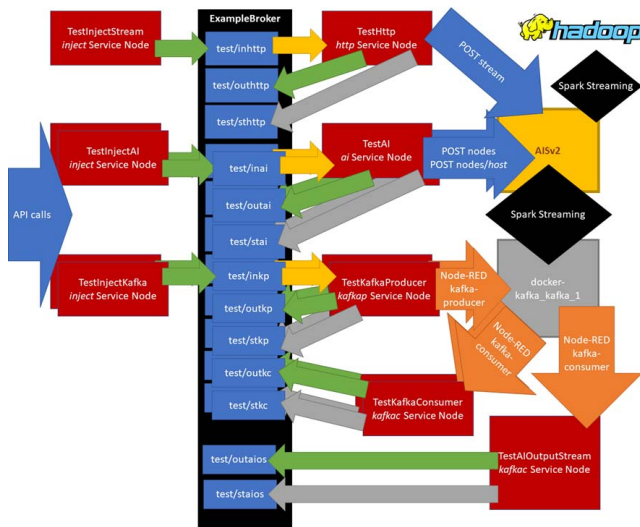 ExampleBroker
hadoop
TestInjectStream
inject Service Node
test/inhttp
TestHttp
http Service Node
POST stream
Spark Streaming
test/outhttp
test/sthttp
TestInjectAI
inject Service Node
test/inai
TestAI
ai Service Node
POST nodes
POST nodes/host
AISv2
test/outai
API calls
test/stai
Spark Streaming
TestInjectKafka
inject Service Node
test/inkp
TestKafkaProducer
kafkap Service Node
Node-RED
kafka-
producer
docker-
kafka_kafka_1
test/outkp
test/stkp
Node-RED
kafka-
consumer
Node-RED
kafka-
consumer
test/outkc
test/stkc
TestKafkaConsumer
kafkac Service Node
test/outaios
TestAIOutputStream
kafkac Service Node
test/staios